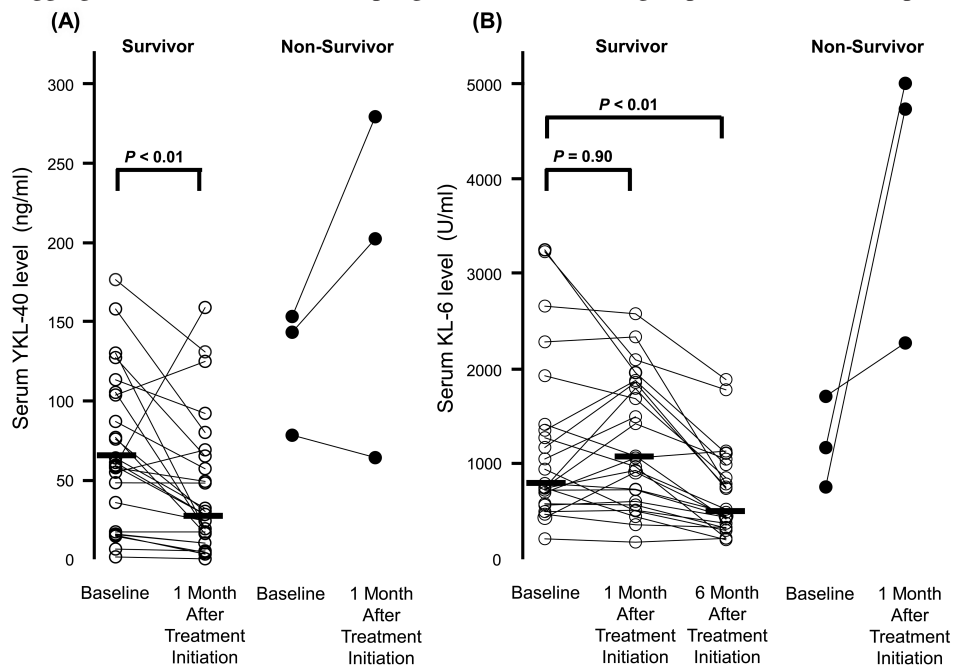 (A)
Survivor
Non-Survivor
Serum YKL-40 level (ng/ml)
300
250
200
150
100
50
0
P < 0.01
Baseline
1 Month
After
Treatment
Initiation
Baseline
1 Month
After
Treatment
Initiation
(B)
Survivor
Non-Survivor
Serum KL-6 level (U/ml)
5000
4000
3000
2000
1000
0
P < 0.01
P = 0.90
Baseline
1 Month
After
Treatment
Initiation
6 Month
After
Treatment
Initiation
Baseline
1 Month
After
Treatment
Initiation